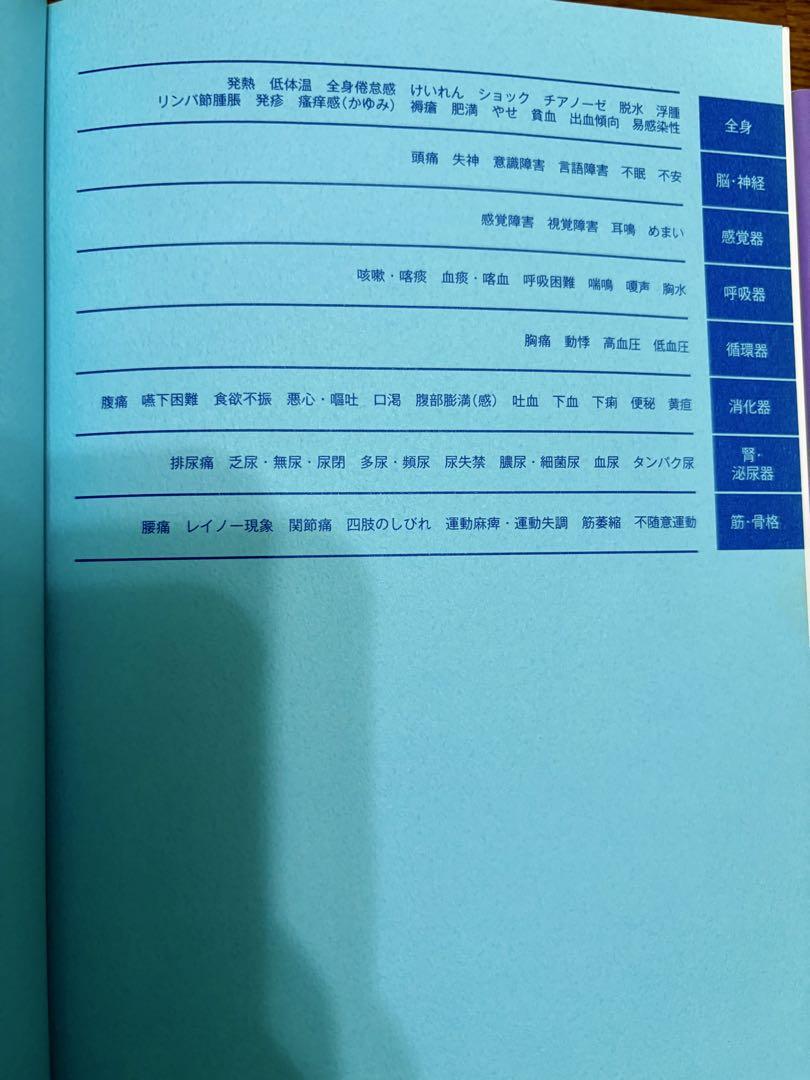 発熱 低体温 全身倦怠感 けいれん ショック チアノーゼ 脱水 浮腫
リンパ節腫脹 発疹 瘙痒感(かゆみ) 褥瘡 肥満 やせ 貧血 出血傾向 易感染性
全身
頭痛 失神 意識障害 言語障害 不眠 不安
脳・神経
感覚障害 視覚障害 耳鳴 めまい
感覚器
咳嗽・喀痰 血痰・喀血 呼吸困難 喘鳴 嗄声 胸水
呼吸器
胸痛 動悸 高血圧 低血圧
循環器
腹痛 嚥下困難 食欲不振 悪心・嘔吐 口渇 腹部膨満(感) 吐血 下血 下痢 便秘 黄疸
消化器
排尿痛 乏尿・無尿・尿閉 多尿・頻尿 尿失禁 膿尿・細菌尿 血尿 タンパク尿
腎・
泌尿器
腰痛 レイノー現象 関節痛 四肢のしびれ 運動麻痺・運動失調 筋萎縮 不随意運動
筋・骨格